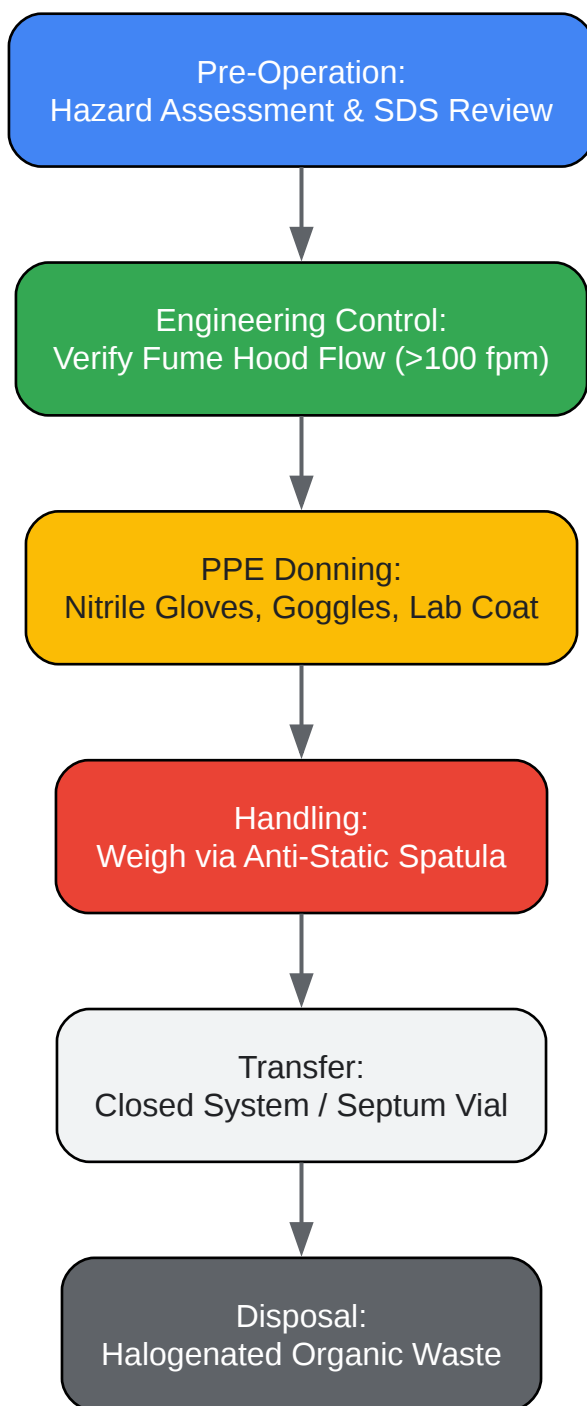 Pre-Operation:
Hazard Assessment & SDS Review
Engineering Control:
Verify Fume Hood Flow (>100 fpm)
PPE Donning:
Nitrile Gloves, Goggles, Lab Coat
Handling:
Weigh via Anti-Static Spatula
Transfer:
Closed System / Septum Vial
Disposal:
Halogenated Organic Waste